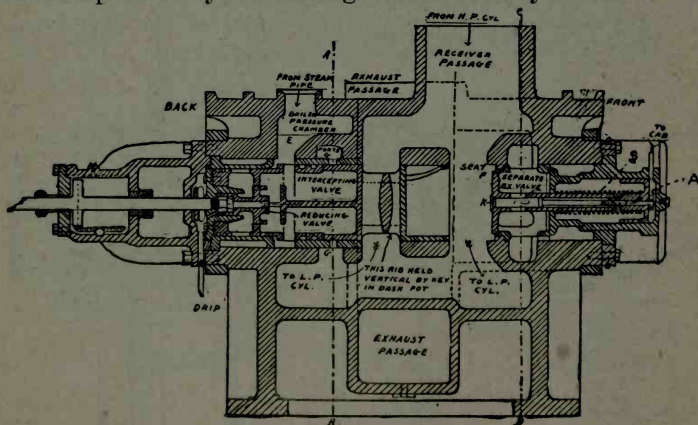 FROM H.P. CYL
RECEIVER
PASSAGE
A
EXHAUST
PASSAGE
FROM STEAM
PIPE
BACK
FRONT
BOILER
PRESSURE
CHAMBER
E
PORTS
G
TO
CAB
INTERCEPTING
VALVE
SEAT
F
SEPARATE
EX. VALVE
B
A
K
REDUCING
VALVE
G
TO L.P.
CYL.
THIS RIB HELD
VERTICAL BY KEY
IN DASH POT
TO L.P.
CYL.
DRIP
EXHAUST
PASSAGE